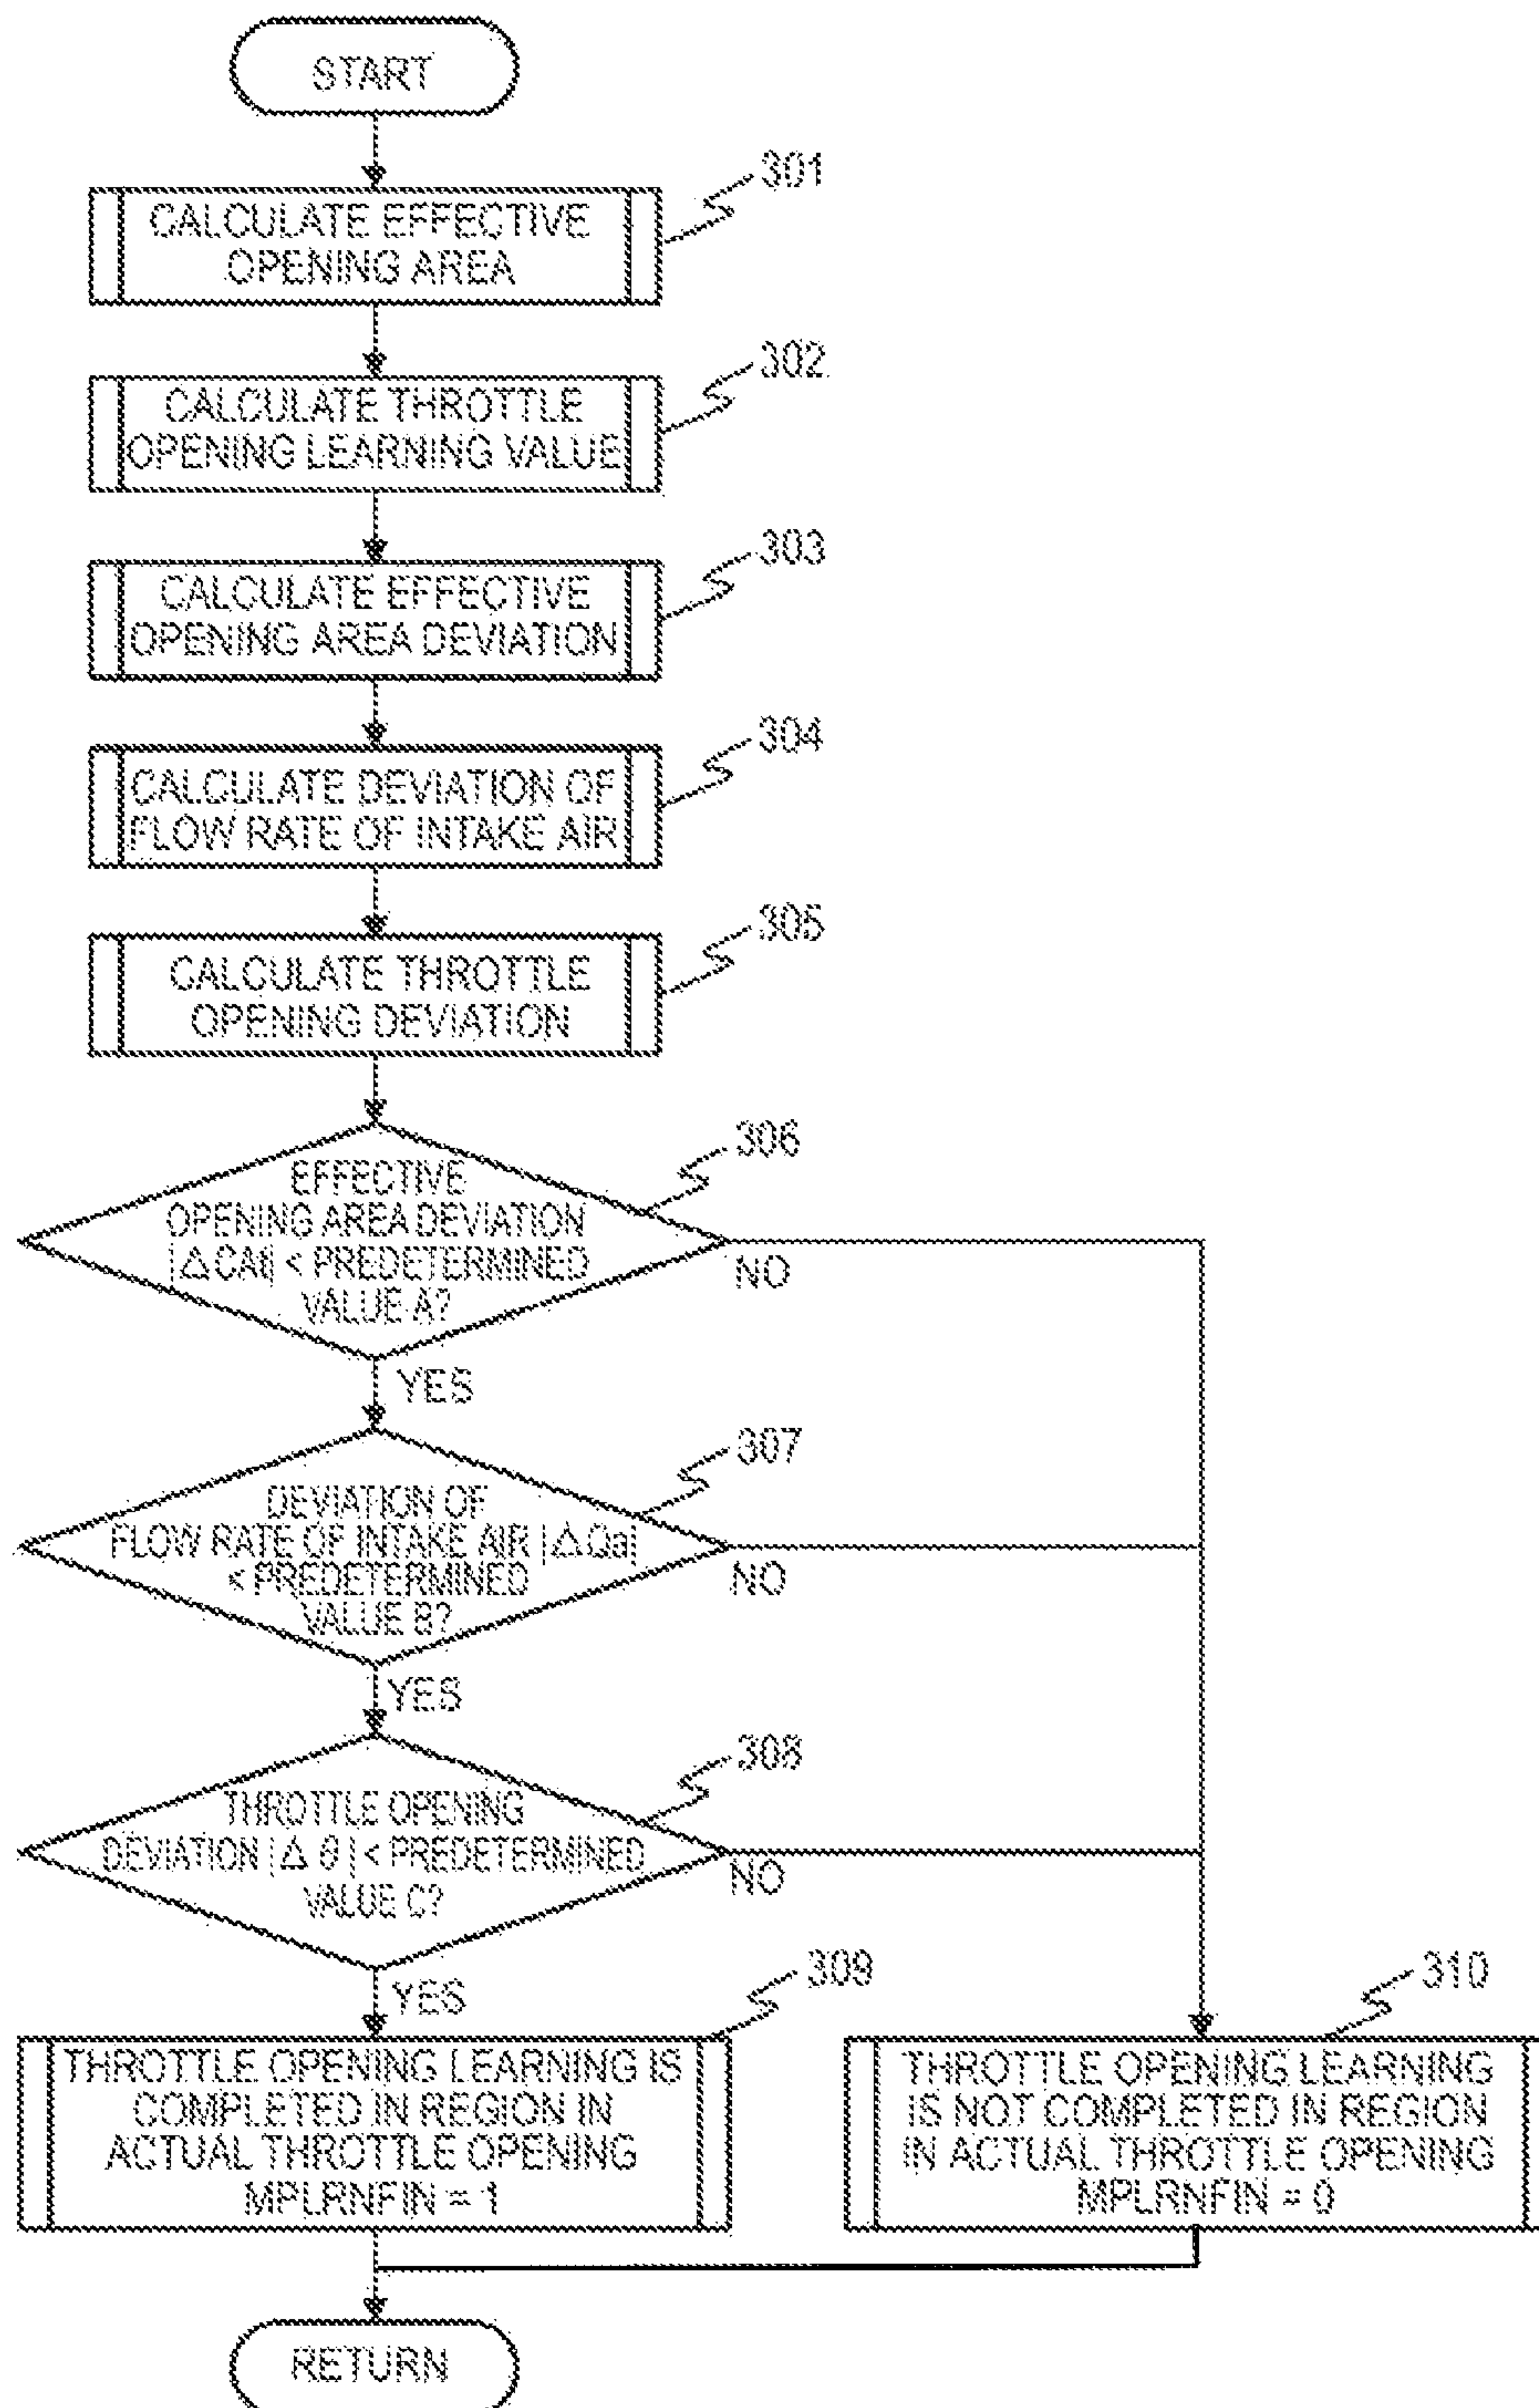 START
301
CALCULATE EFFECTIVE
OPENING AREA
302
CALCULATE THROTTLE
OPENING LEARNING VALUE
303
CALCULATE EFFECTIVE
OPENING AREA DEVIATION
304
CALCULATE DEVIATION OF
FLOW RATE OF INTAKE AIR
305
CALCULATE THROTTLE
OPENING DEVIATION
306
EFFECTIVE
OPENING AREA DEVIATION
|△CAt| < PREDETERMINED
VALUE A?
NO
YES
307
DEVIATION OF
FLOW RATE OF INTAKE AIR |△Qa|
< PREDETERMINED
VALUE B?
NO
YES
308
THROTTLE OPENING
DEVIATION |△ θ| < PREDETERMINED
VALUE C?
NO
YES
309
THROTTLE OPENING LEARNING IS
COMPLETED IN REGION IN
ACTUAL THROTTLE OPENING
MPLRNFIN = 1
310
THROTTLE OPENING LEARNING
IS NOT COMPLETED IN REGION
IN ACTUAL THROTTLE OPENING
MPLRNFIN = 0
RETURN